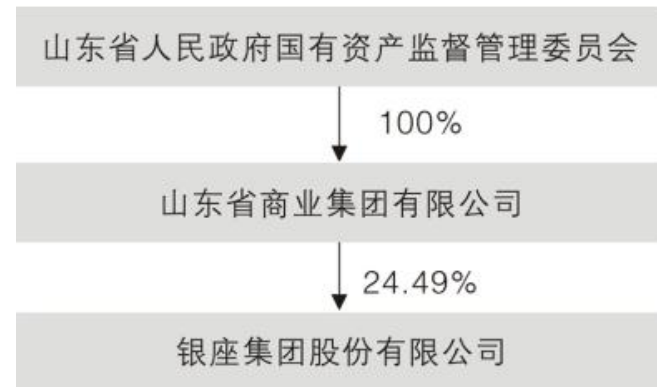 山东省人民政府国有资产监督管理委员会
100%
山东省商业集团有限公司
24.49%
银座集团股份有限公司